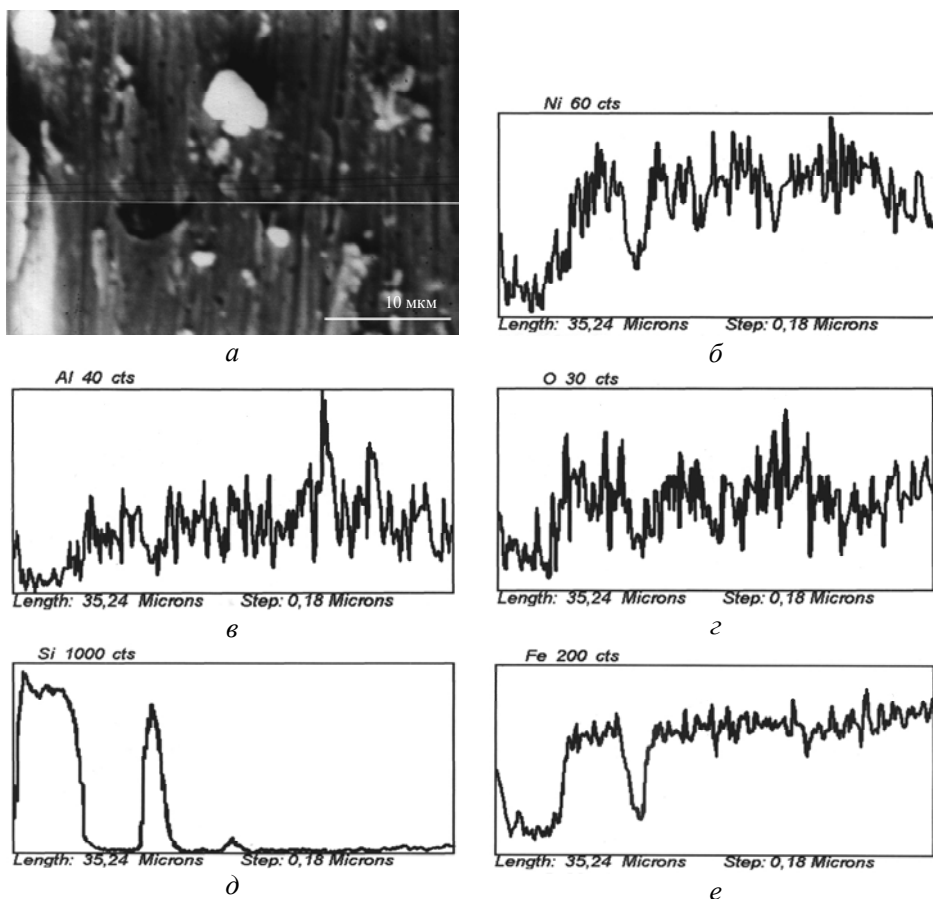 10 мкм
а
Ni 60 cts
Length: 35,24 Microns Step: 0,18 Microns
б
Al 40 cts
Length: 35,24 Microns Step: 0,18 Microns
в
O 30 cts
Length: 35,24 Microns Step: 0,18 Microns
г
Si 1000 cts
Length: 35,24 Microns Step: 0,18 Microns
д
Fe 200 cts
Length: 35,24 Microns Step: 0,18 Microns
е